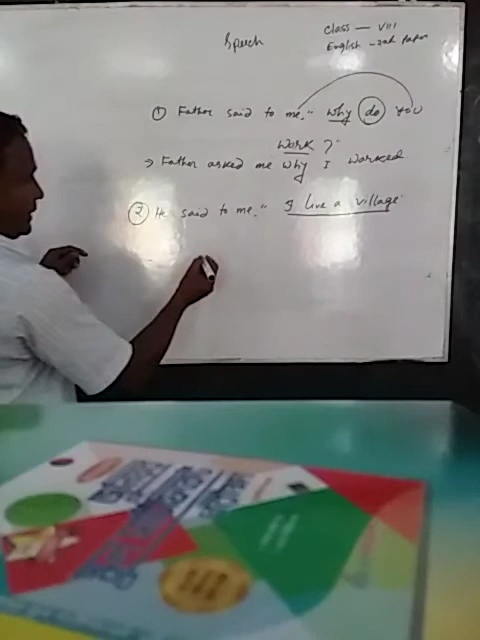 Speech
Class — VIII
English - 2nd Paper
① Father said to me," why do you
work ?"
→ Father asked me why I worked
② He said to me." I live a village